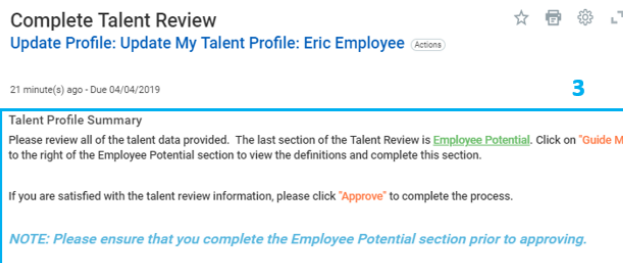 Complete Talent Review
Update Profile: Update My Talent Profile: Eric Employee Actions
21 minute(s) ago - Due 04/04/2019
3
Talent Profile Summary
Please review all of the talent data provided. The last section of the Talent Review is Employee Potential. Click on "Guide M
to the right of the Employee Potential section to view the definitions and complete this section.
If you are satisfied with the talent review information, please click "Approve" to complete the process.
NOTE: Please ensure that you complete the Employee Potential section prior to approving.